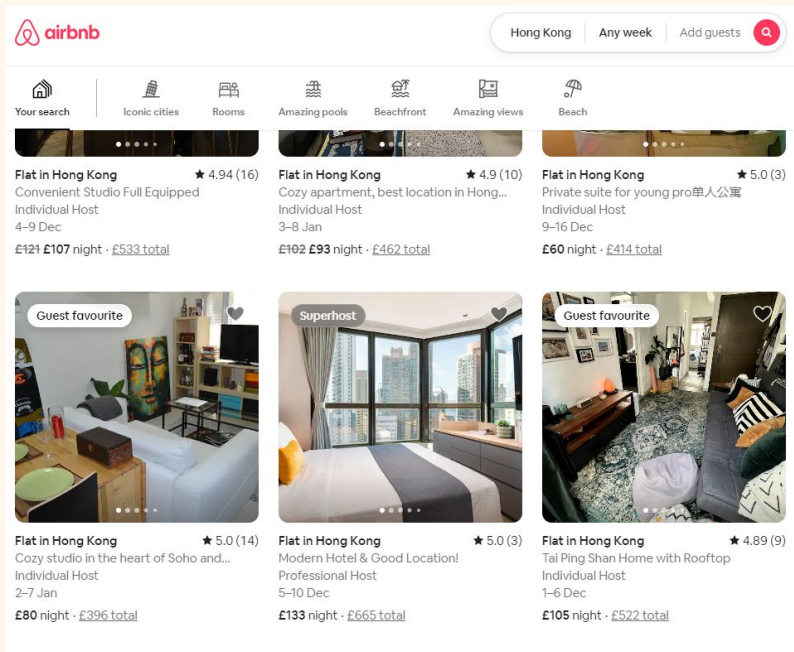 airbnb
Hong Kong Any week Add guests
Your search Iconic cities Rooms Amazing pools Beachfront Amazing views Beach
Flat in Hong Kong ★ 4.94 (16)
Convenient Studio Full Equipped
Individual Host
4–9 Dec
£121 £107 night · £533 total
Flat in Hong Kong ★ 4.9 (10)
Cozy apartment, best location in Hong...
Individual Host
3–8 Jan
£102 £93 night · £462 total
Flat in Hong Kong ★ 5.0 (3)
Private suite for young pro单人公寓
Individual Host
9–16 Dec
£60 night · £414 total
Guest favourite
Flat in Hong Kong ★ 5.0 (14)
Cozy studio in the heart of Soho and...
Individual Host
2–7 Jan
£80 night · £396 total
Superhost
Flat in Hong Kong ★ 5.0 (3)
Modern Hotel & Good Location!
Professional Host
5–10 Dec
£133 night · £665 total
Guest favourite
Flat in Hong Kong ★ 4.89 (9)
Tai Ping Shan Home with Rooftop
Individual Host
1–6 Dec
£105 night · £522 total